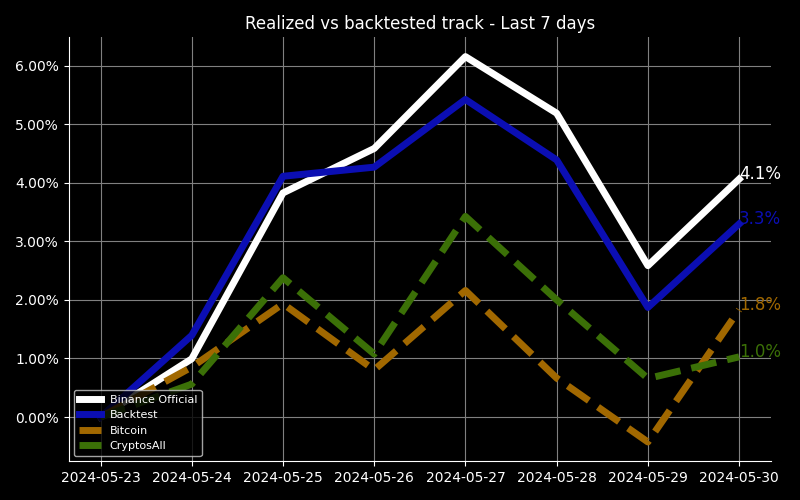 Realized vs backtested track - Last 7 days
6.00%
5.00%
4.00%
3.00%
2.00%
1.00%
0.00%
4.1%
3.3%
1.8%
1.0%
Binance Official
Backtest
Bitcoin
CryptosAll
2024-05-23 2024-05-24 2024-05-25 2024-05-26 2024-05-27 2024-05-28 2024-05-29 2024-05-30